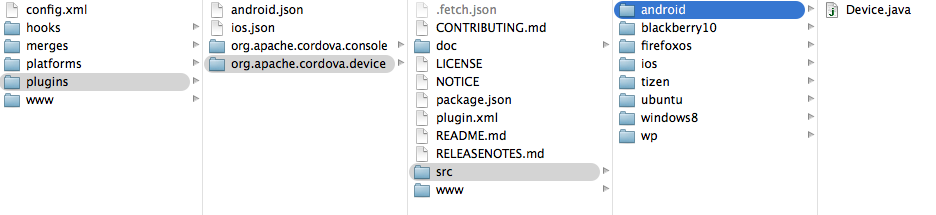 config.xml
hooks
merges
platforms
plugins
www
android.json
ios.json
org.apache.cordova.console
org.apache.cordova.device
.fetch.json
CONTRIBUTING.md
doc
LICENSE
NOTICE
package.json
plugin.xml
README.md
RELEASENOTES.md
src
www
android
blackberry10
firefoxos
ios
tizen
ubuntu
windows8
wp
Device.java